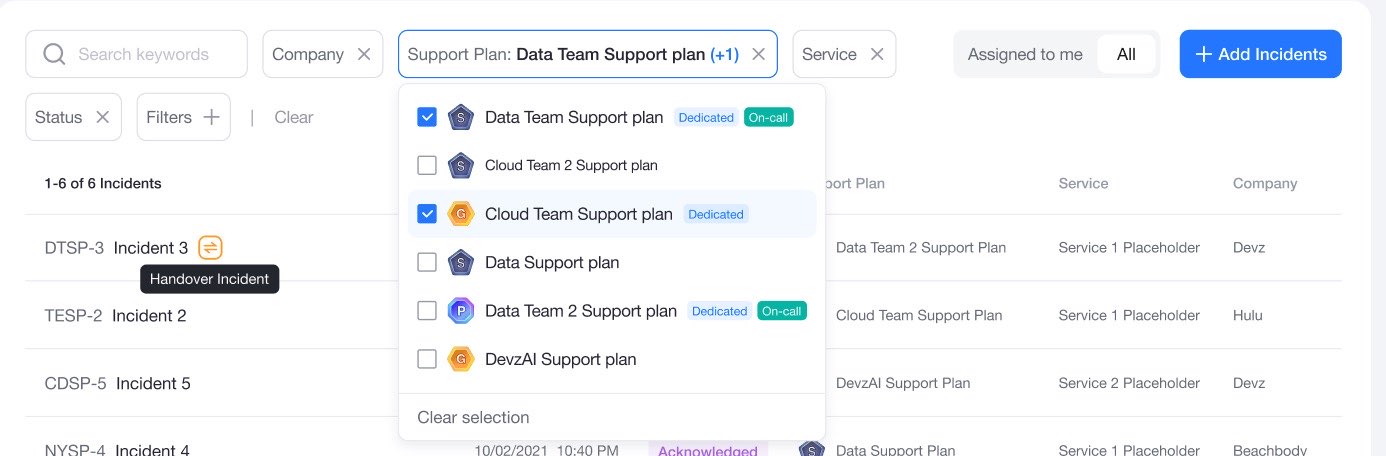 Search keywords
Company
Support Plan: Data Team Support plan (+1)
Service
Assigned to me
All
Add Incidents
Status
Filters
Clear
Data Team Support plan Dedicated On-call
S
Cloud Team 2 Support plan
S
Cloud Team Support plan Dedicated
G
Data Support plan
S
Data Team 2 Support plan Dedicated On-call
P
DevzAI Support plan
G
Clear selection
1-6 of 6 Incidents
port Plan
Service
Company
DTSP-3 Incident 3
Data Team 2 Support Plan
Service 1 Placeholder
Devz
Handover Incident
TESP-2 Incident 2
Cloud Team Support Plan
Service 1 Placeholder
Hulu
CDSP-5 Incident 5
DevzAI Support Plan
Service 2 Placeholder
Devz
NYSP-4 Incident 4
10/02/2021 10:40 PM
Acknowledged
S
Data Support Plan
Service 1 Placeholder
Beachbody